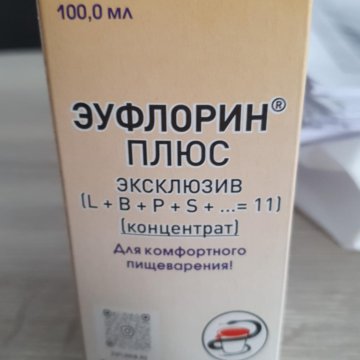 100,0 мл
ЭУФЛОРИН®
ПЛЮС
ЭКСКЛЮЗИВ
(L + B + P + S + ...= 11)
(концентрат)
Для комфортного
пищеварения!